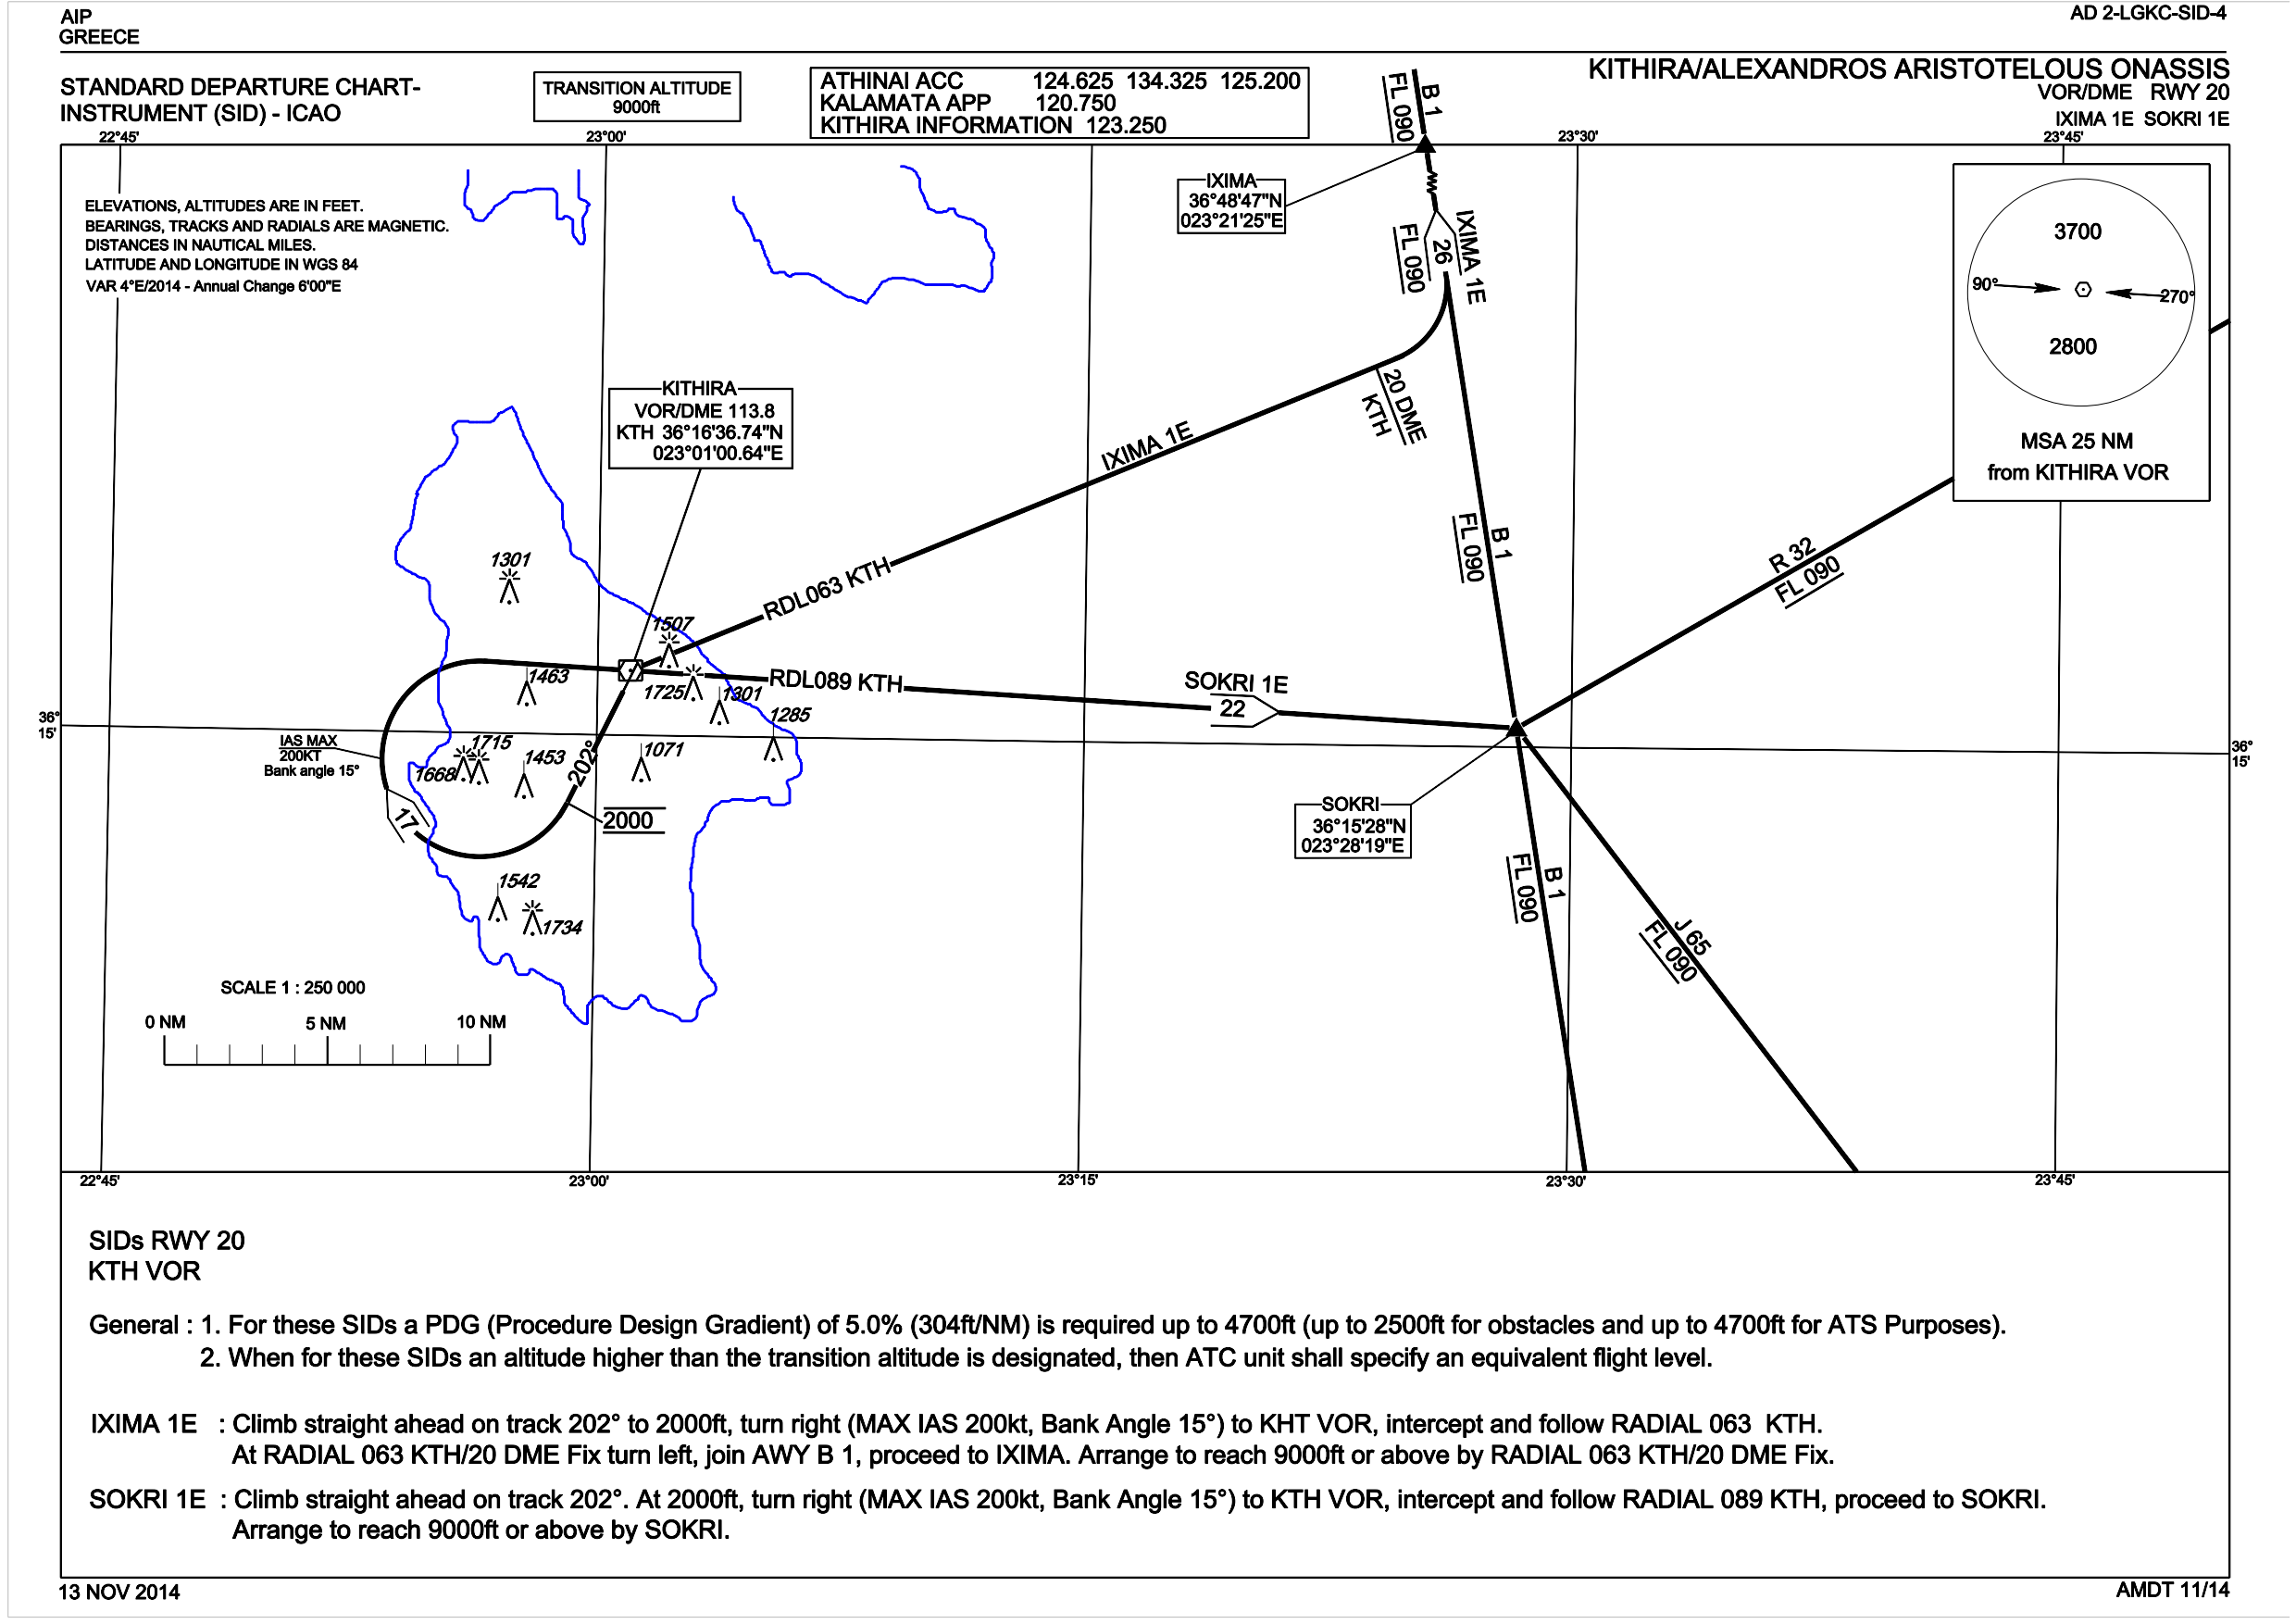 AIP
GREECE
AD 2-LGKC-SID-4
STANDARD DEPARTURE CHART-
INSTRUMENT (SID) - ICAO
TRANSITION ALTITUDE
9000ft
ATHINAI ACC 124.625 134.325 125.200
KALAMATA APP 120.750
KITHIRA INFORMATION 123.250
KITHIRA/ALEXANDROS ARISTOTELOUS ONASSIS
VOR/DME RWY 20
IXIMA 1E SOKRI 1E
22°45'
23°00'
23°30'
23°45'
B 1
FL 090
ELEVATIONS, ALTITUDES ARE IN FEET.
BEARINGS, TRACKS AND RADIALS ARE MAGNETIC.
DISTANCES IN NAUTICAL MILES.
LATITUDE AND LONGITUDE IN WGS 84
VAR 4°E/2014 - Annual Change 6'00"E
IXIMA
36°48'47"N
023°21'25"E
IXIMA 1E
26
FL 090
3700
90°
270°
2800
MSA 25 NM
from KITHIRA VOR
KITHIRA
VOR/DME 113.8
KTH 36°16'36.74"N
023°01'00.64"E
20 DME
KTH
IXIMA 1E
RDL063 KTH
B 1
FL 090
R 32
FL 090
1301
1507
1463
1725
1301
1285
RDL089 KTH
SOKRI 1E
22
36°
15'
36°
15'
IAS MAX
200KT
Bank angle 15°
1715
1668
1453
202°
1071
2000
17
SOKRI
36°15'28"N
023°28'19"E
B 1
FL 090
J 65
FL 090
1542
1734
SCALE 1 : 250 000
0 NM 5 NM 10 NM
22°45'
23°00'
23°15'
23°30'
23°45'
SIDs RWY 20
KTH VOR
General : 1. For these SIDs a PDG (Procedure Design Gradient) of 5.0% (304ft/NM) is required up to 4700ft (up to 2500ft for obstacles and up to 4700ft for ATS Purposes).
2. When for these SIDs an altitude higher than the transition altitude is designated, then ATC unit shall specify an equivalent flight level.
IXIMA 1E : Climb straight ahead on track 202° to 2000ft, turn right (MAX IAS 200kt, Bank Angle 15°) to KHT VOR, intercept and follow RADIAL 063 KTH.
At RADIAL 063 KTH/20 DME Fix turn left, join AWY B 1, proceed to IXIMA. Arrange to reach 9000ft or above by RADIAL 063 KTH/20 DME Fix.
SOKRI 1E : Climb straight ahead on track 202°. At 2000ft, turn right (MAX IAS 200kt, Bank Angle 15°) to KTH VOR, intercept and follow RADIAL 089 KTH, proceed to SOKRI.
Arrange to reach 9000ft or above by SOKRI.
13 NOV 2014
AMDT 11/14